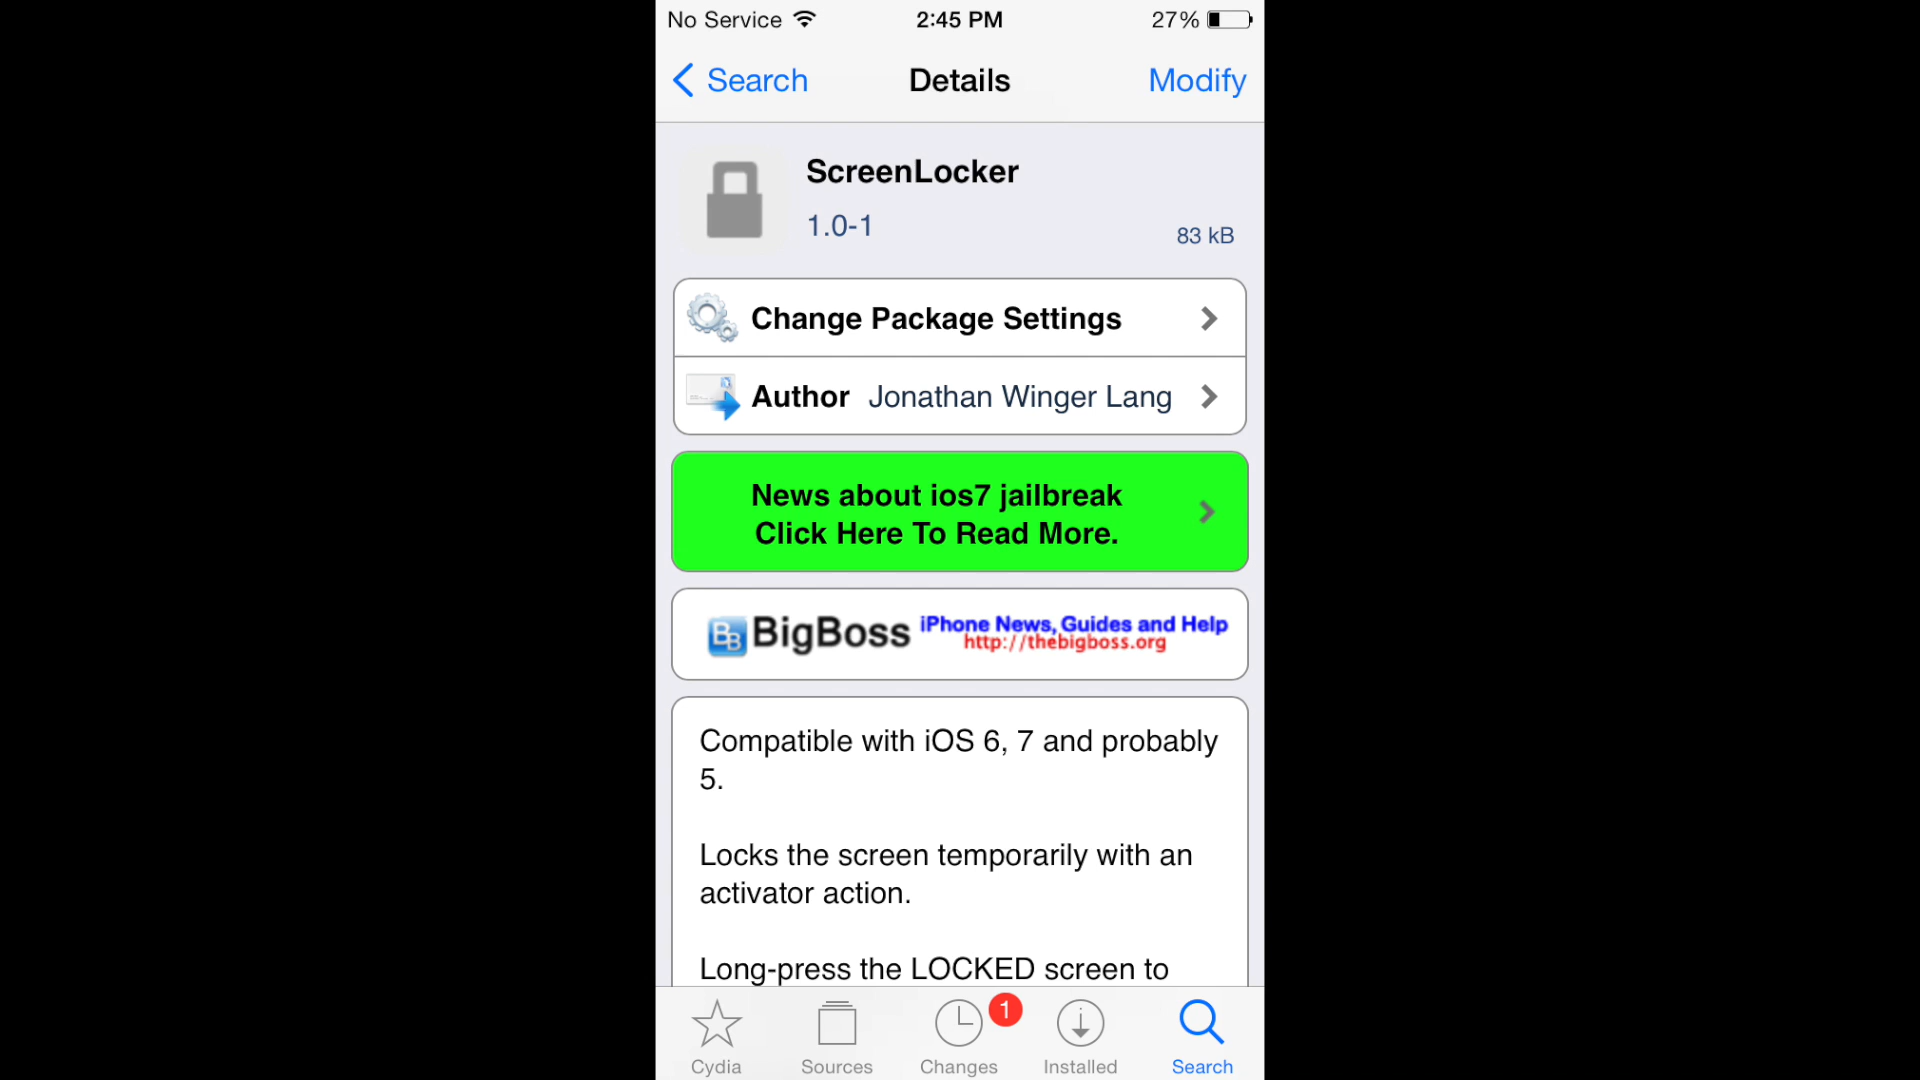 No Service 2:45 PM 27%
Search Details Modify
ScreenLocker
1.0-1
83 kB
Change Package Settings
Author Jonathan Winger Lang
News about ios7 jailbreak
Click Here To Read More.
BB BigBoss iPhone News, Guides and Help
http://thebigboss.org
Compatible with iOS 6, 7 and probably
5.
Locks the screen temporarily with an
activator action.
Long-press the LOCKED screen to
1
Cydia Sources Changes Installed Search